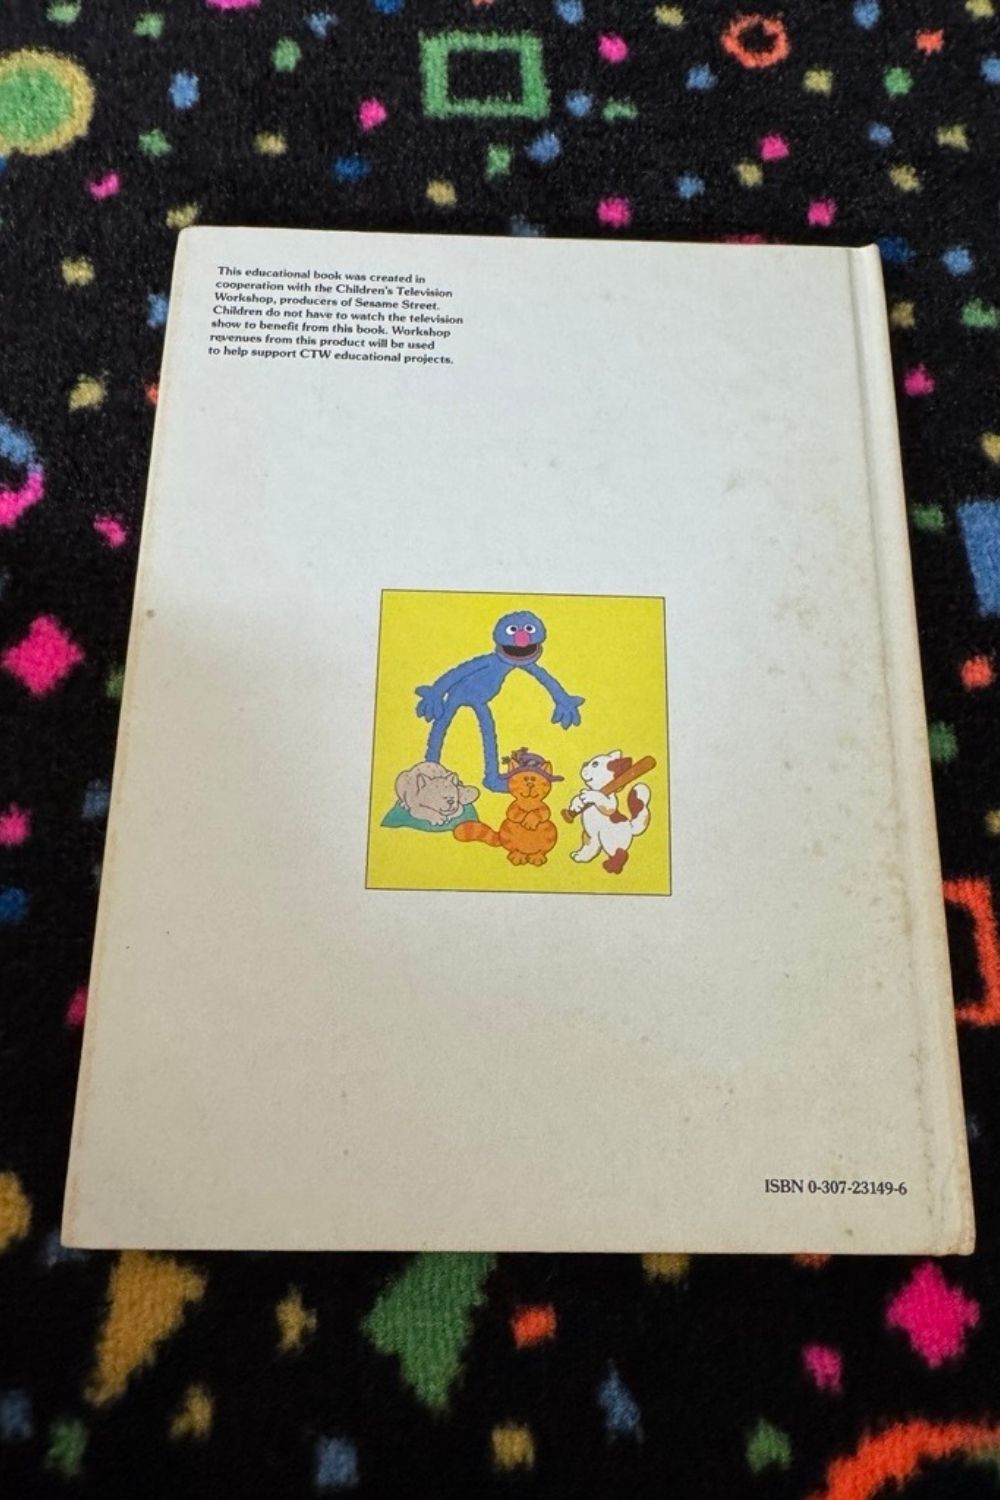 This educational book was created in
cooperation with the Children's Television
Workshop, producers of Sesame Street.
Children do not have to watch the television
show to benefit from this book. Workshop
revenues from this product will be used
to help support CTW educational projects.
ISBN 0-307-23149-6